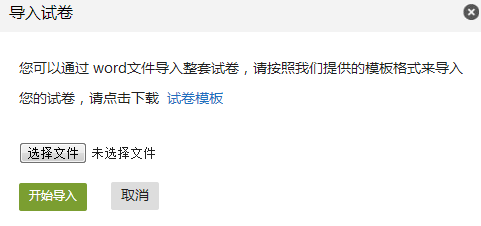 导入试卷
您可以通过 word文件导入整套试卷，请按照我们提供的模板格式来导入
您的试卷，请点击下载 试卷模板
选择文件 未选择文件
开始导入 取消